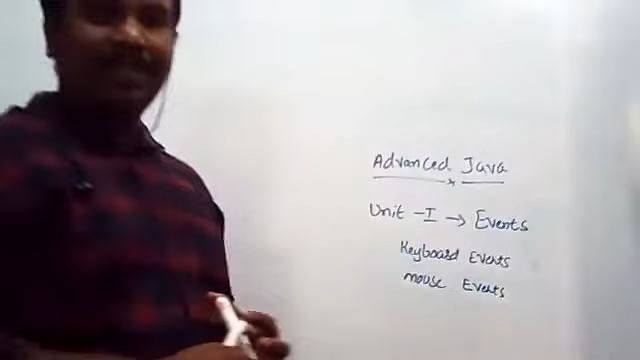 Advanced Java
Unit - I → Events
Keyboard Events
mouse Events